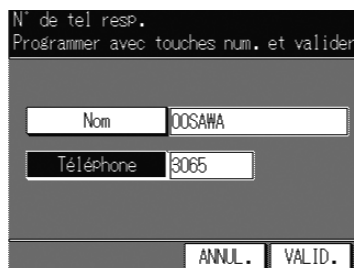 N° de tel resp.
Programmer avec touches num. et valider
Nom OOSAWA
Téléphone 3065
ANNUL. VALID.